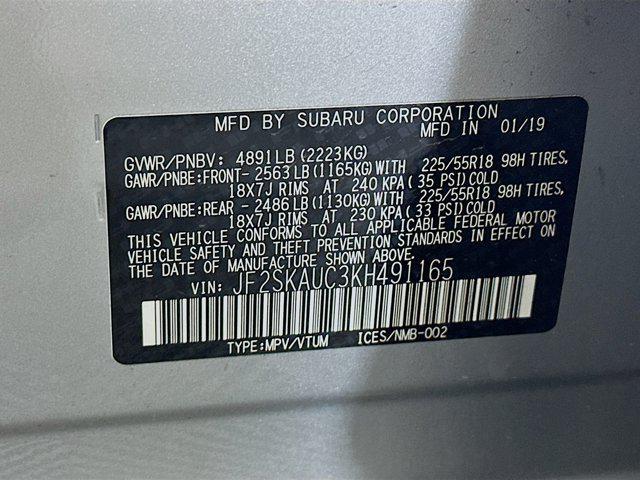 MFD BY SUBARU CORPORATION
MFD IN 01/19
GVWR/PNBV: 4891LB(2223KG)
GAWR/PNBE:FRONT- 2563LB(1165KG)WITH 225/55R18 98H TIRES,
18X7J RIMS AT 240 KPA(35 PSI)COLD
GAWR/PNBE:REAR - 2486LB(1130KG)WITH 225/55R18 98H TIRES,
18X7J RIMS AT 230 KPA(33 PSI)COLD
THIS VEHICLE CONFORMS TO ALL APPLICABLE FEDERAL MOTOR
VEHICLE SAFETY AND THEFT PREVENTION STANDARDS IN EFFECT ON
THE DATE OF MANUFACTURE SHOWN ABOVE.
VIN: JF2SKAUC3KH491165
TYPE:MPV/VTUM ICES/NMB-002